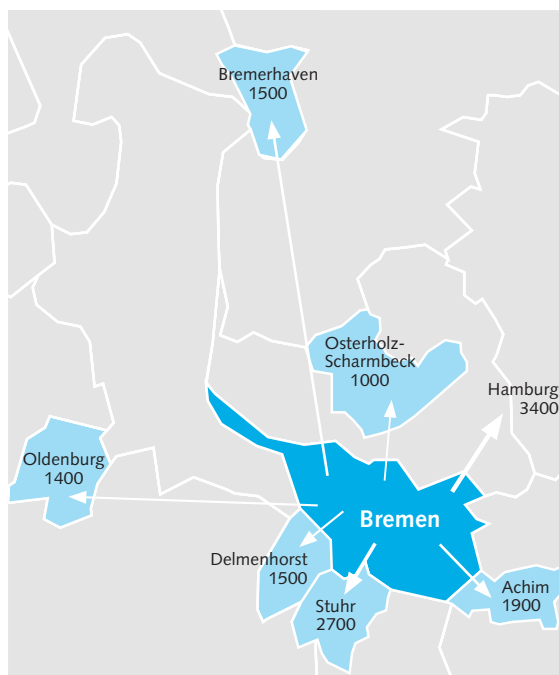 Bremerhaven
1500
Osterholz-
Scharmbeck
1000
Hamburg
3400
Oldenburg
1400
Bremen
Delmenhorst
1500
Achim
1900
Stuhr
2700